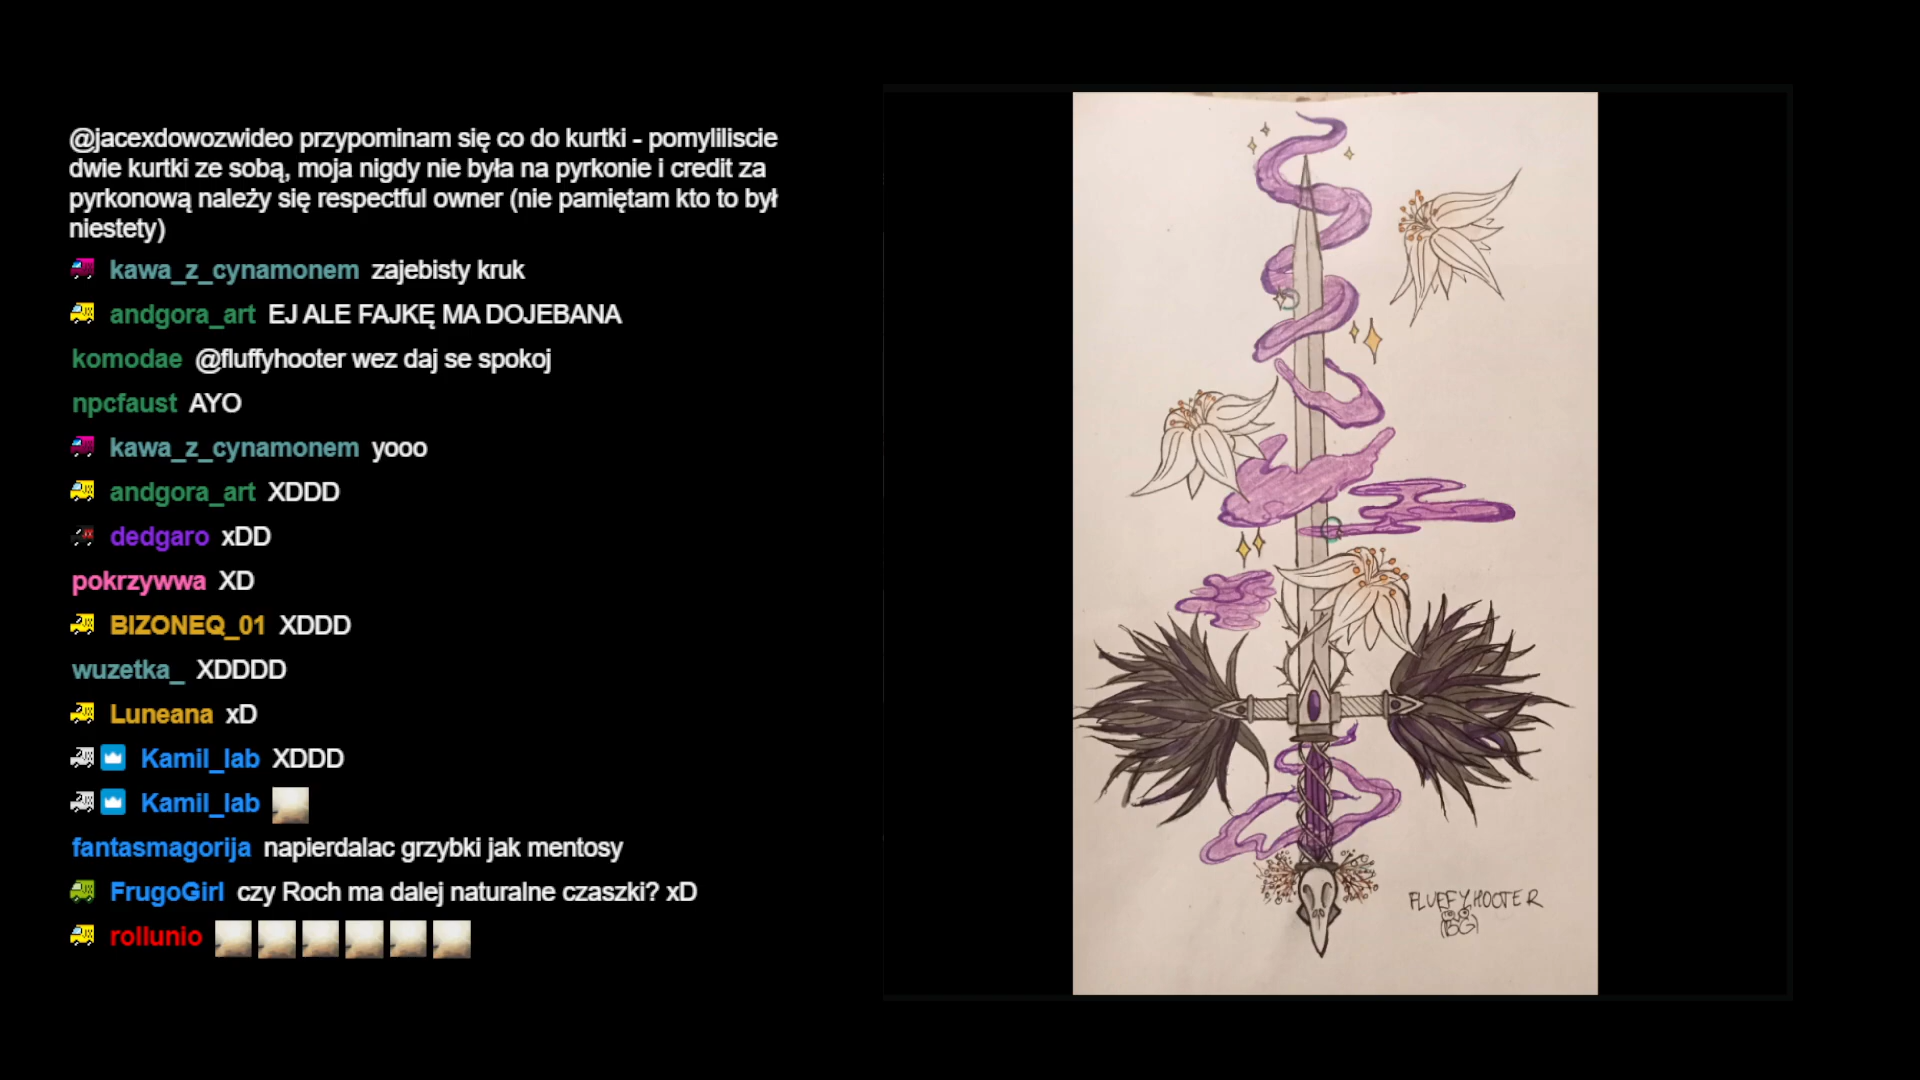 @jacexdowozwideo przypominam się co do kurtki - pomyliliscie
dwie kurtki ze sobą, moja nigdy nie była na pyrkonie i credit za
pyrkonową należy się respectful owner (nie pamiętam kto to był
niestety)
kawa_z_cynamonem zajebisty kruk
andgora_art EJ ALE FAJKĘ MA DOJEBANA
komodae @fluffyhooter wez daj se spokoj
npcfaust AYO
kawa_z_cynamonem yooo
andgora_art XDDD
dedgaro xDD
pokrzywwa XD
BIZONEQ_01 XDDD
wuzetka_ XDDDD
Luneana xD
Kamil_lab XDDD
Kamil_lab
fantasmagorija napierdalac grzybki jak mentosy
FrugoGirl czy Roch ma dalej naturalne czaszki? xD
rollunio
FLUFFYHOOTER
BG